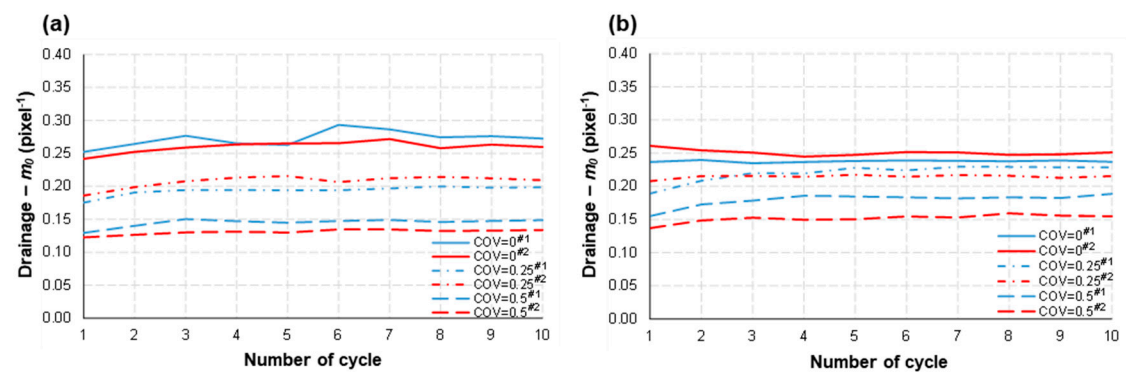 (a)
Drainage – m₀ (pixel⁻¹)
0.40
0.35
0.30
0.25
0.20
0.15
0.10
0.05
0.00
1 2 3 4 5 6 7 8 9 10
Number of cycle
COV=0#1
COV=0#2
COV=0.25#1
COV=0.25#2
COV=0.5#1
COV=0.5#2
(b)
Drainage – m₀ (pixel⁻¹)
0.40
0.35
0.30
0.25
0.20
0.15
0.10
0.05
0.00
1 2 3 4 5 6 7 8 9 10
Number of cycle
COV=0#1
COV=0#2
COV=0.25#1
COV=0.25#2
COV=0.5#1
COV=0.5#2